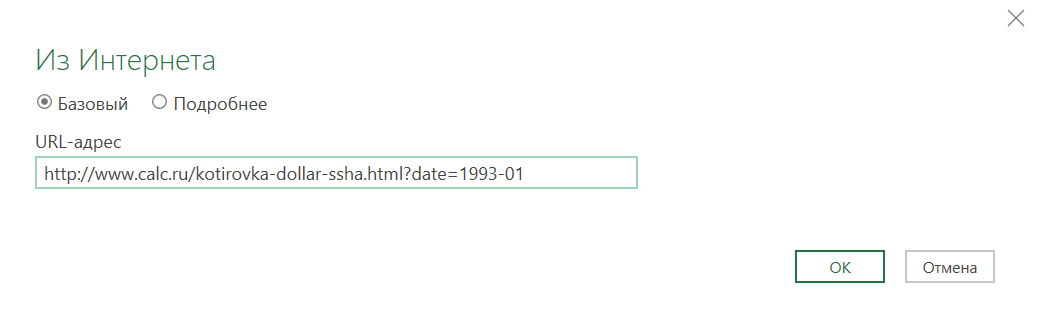 Из Интернета
Базовый Подробнее
URL-адрес
http://www.calc.ru/kotirovka-dollar-ssha.html?date=1993-01
ОК Отмена